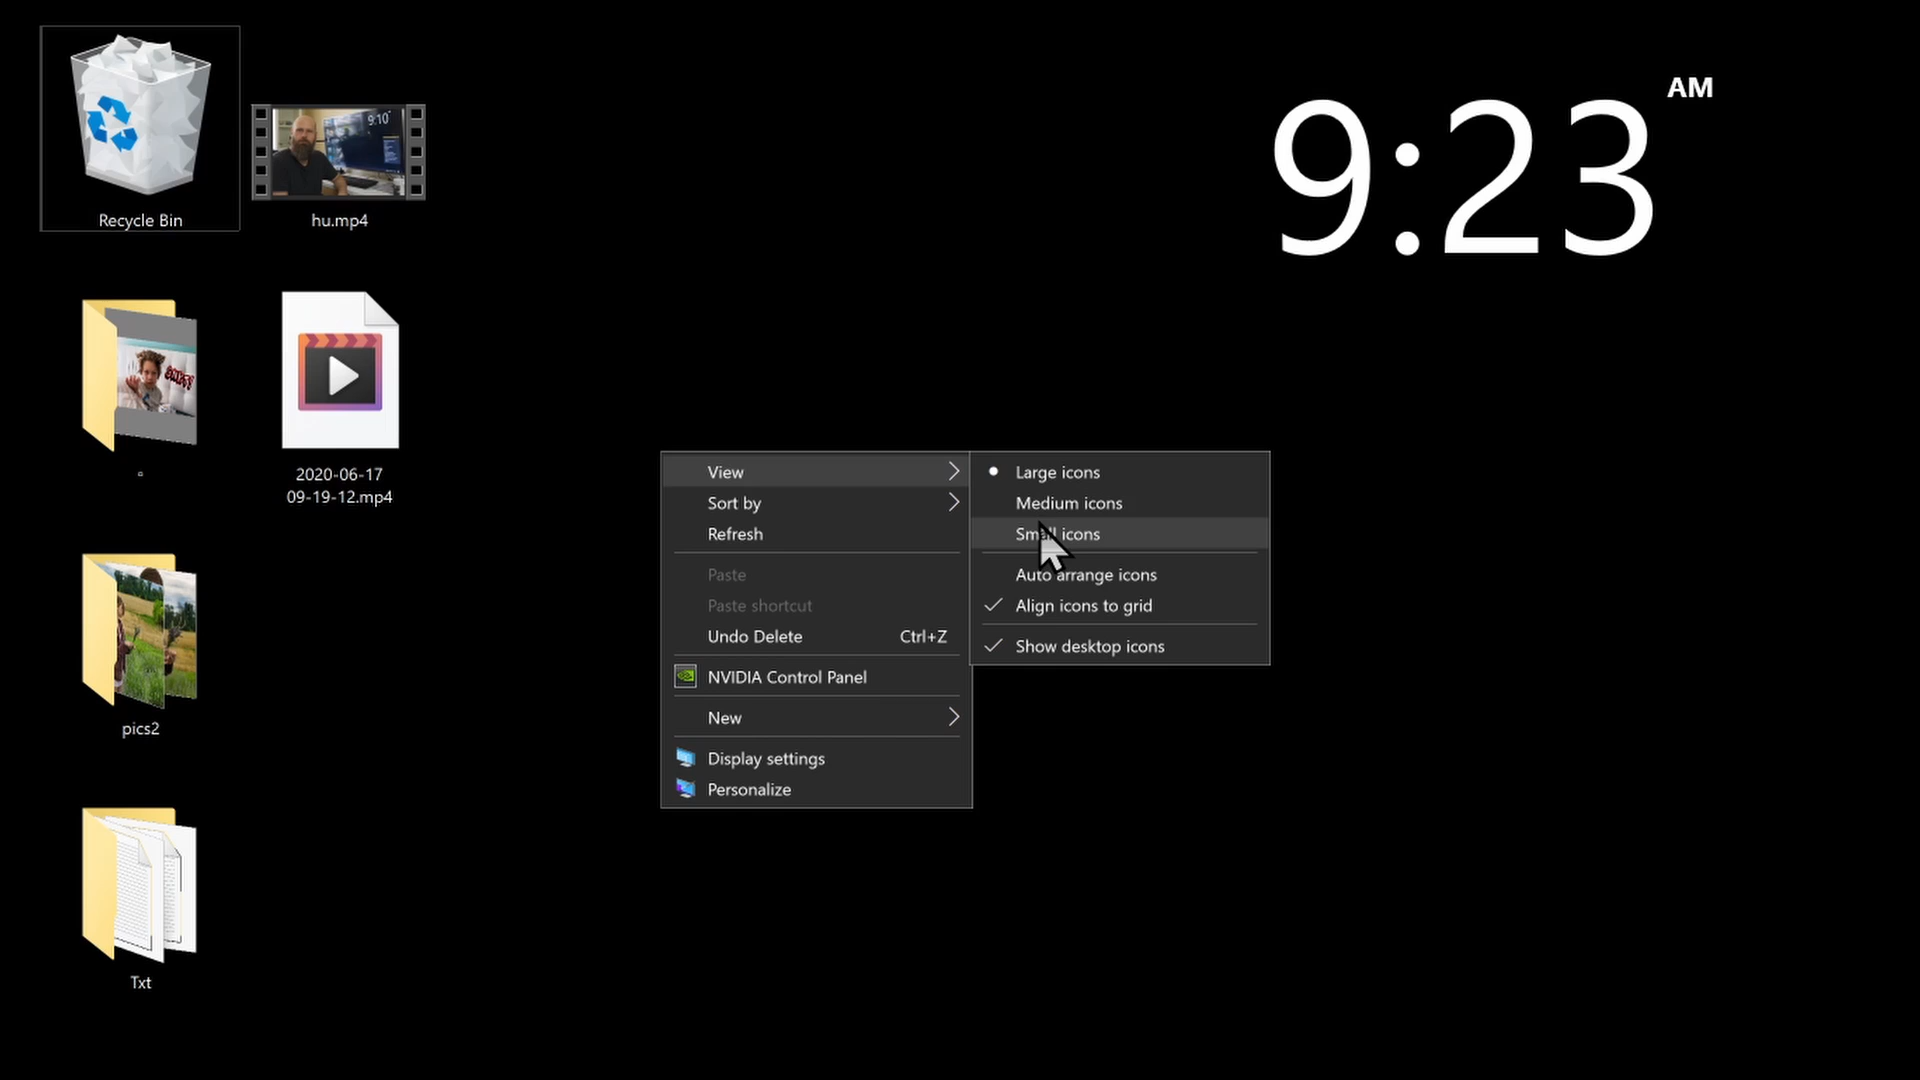 9:23 AM
Recycle Bin
9:10
hu.mp4
2020-06-17
09-19-12.mp4
pics2
Txt
View
Sort by
Refresh
Paste
Paste shortcut
Undo Delete Ctrl+Z
NVIDIA Control Panel
New
Display settings
Personalize
Large icons
Medium icons
Small icons
Auto arrange icons
Align icons to grid
Show desktop icons